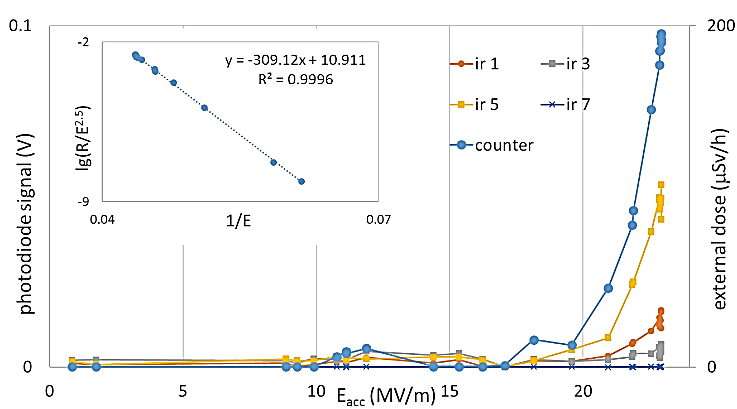 0.1
200
-2
y = -309.12x + 10.911
R² = 0.9996
ir 1
ir 3
ir 5
ir 7
counter
lg(R/E^2.5)
-9
0.04
0.07
1/E
photodiode signal (V)
external dose (µSv/h)
0
0
0
5
10
15
20
E_acc (MV/m)